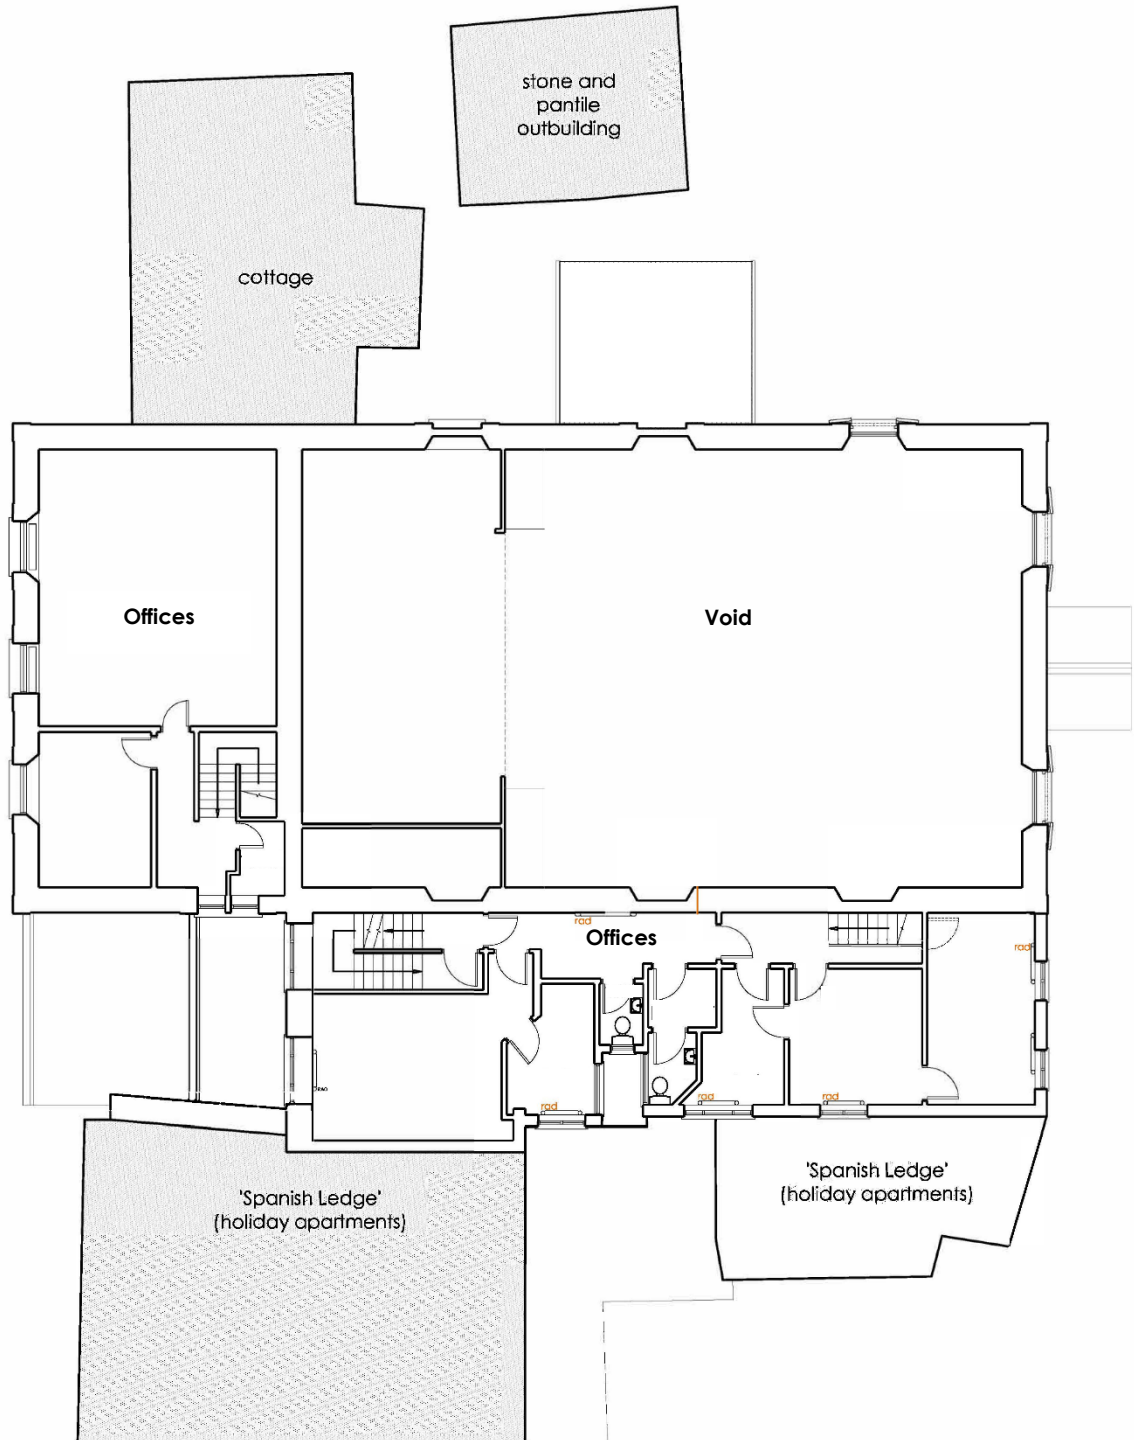 stone and
pantile
outbuilding
cottage
Offices
Void
rad
Offices
rad
RAD
rad
rad
rad
'Spanish Ledge'
(holiday apartments)
'Spanish Ledge'
(holiday apartments)